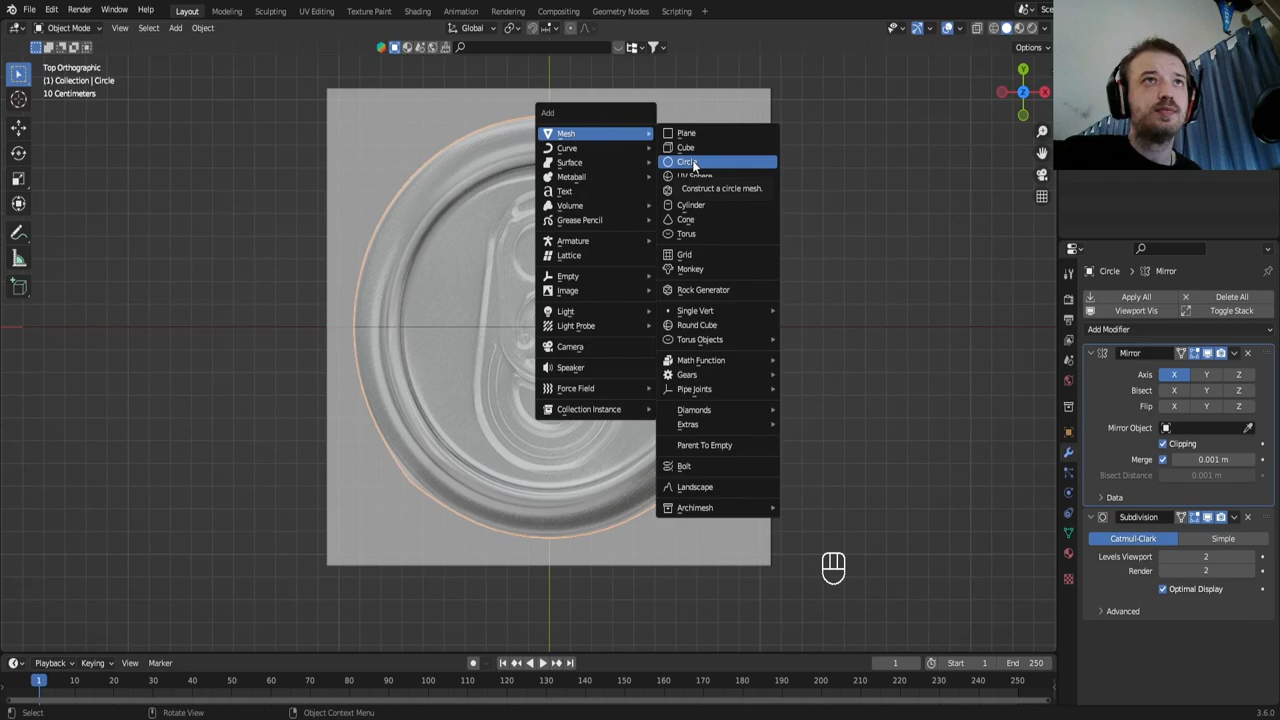 File Edit Render Window Help Layout Modeling Sculpting UV Editing Texture Paint Shading Animation Rendering Compositing Geometry Nodes Scripting + Sce
Object Mode View Select Add Object Global
Options
Top Orthographic
(1) Collection | Circle
10 Centimeters
Y
Z
X
Add
Mesh
Curve
Surface
Metaball
Text
Volume
Grease Pencil
Armature
Lattice
Empty
Image
Light
Light Probe
Camera
Speaker
Force Field
Collection Instance
Plane
Cube
Circle
UV Sphere
Construct a circle mesh.
Cylinder
Cone
Torus
Grid
Monkey
Rock Generator
Single Vert
Round Cube
Torus Objects
Math Function
Gears
Pipe Joints
Diamonds
Extras
Parent To Empty
Bolt
Landscape
Archimesh
Circle Mirror
Apply All Delete All
Viewport Vis Toggle Stack
Add Modifier
Mirror
Axis X Y Z
Bisect X Y Z
Flip X Y Z
Mirror Object
Clipping
Merge 0.001 m
Bisect Distance 0.001 m
Data
Subdivision
Catmull-Clark Simple
Levels Viewport 2
Render 2
Optimal Display
Advanced
Playback Keying View Marker 1 Start 1 End 250
1 10 20 30 40 50 60 70 80 90 100 110 120 130 140 150 160 170 180 190 200 210 220 230 240 250
Select Rotate View Object Context Menu 3.6.0